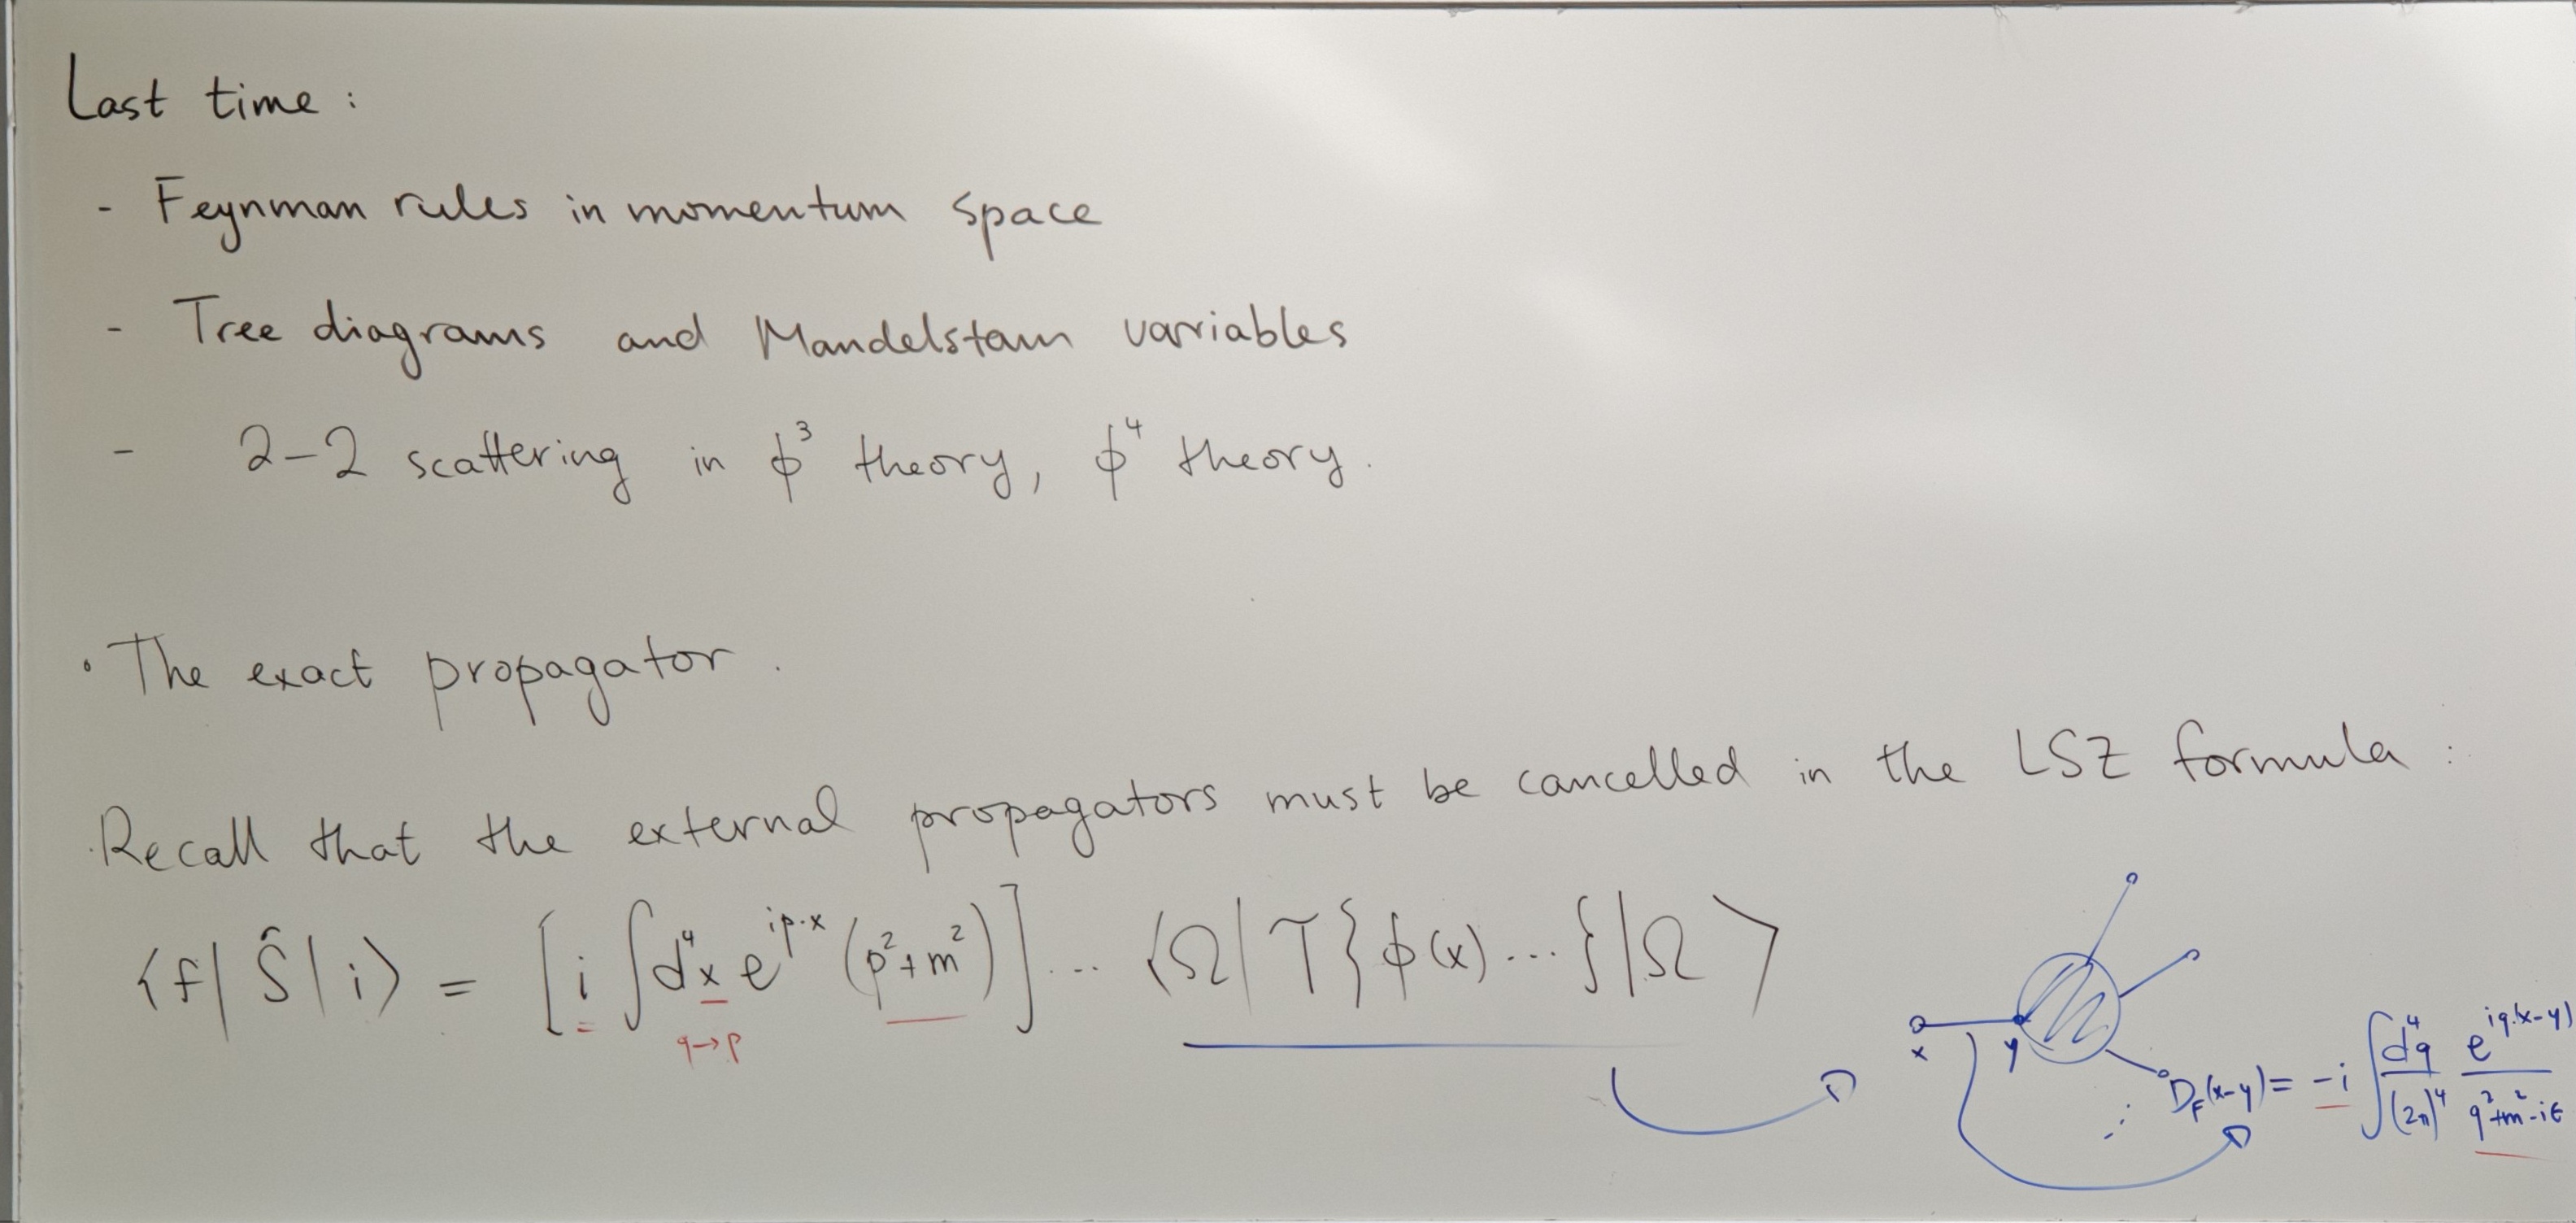 Last time :
- Feynman rules in momentum space
- Tree diagrams and Mandelstam variables
- 2-2 scattering in ϕ³ theory, ϕ⁴ theory.
• The exact propagator.
Recall that the external propagators must be cancelled in the LSZ formula :
⟨f| Ŝ |i⟩ = [ i ∫ d⁴x e^{ip·x} (p²+m²) ] ... ⟨Ω| T { ϕ(x) ... } |Ω⟩
q→p
x y
D_F(x-y) = -i ∫ d⁴q/(2π)⁴ e^{iq·(x-y)}/(q²+m²-iϵ)